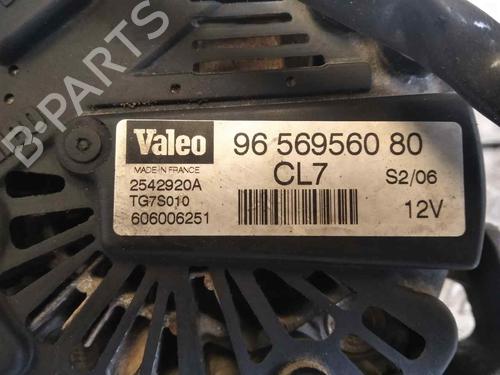 B-PARTS
Valeo
MADE IN FRANCE
2542920A
TG7S010
606006251
96 569560 80
CL7
S2/06
12V